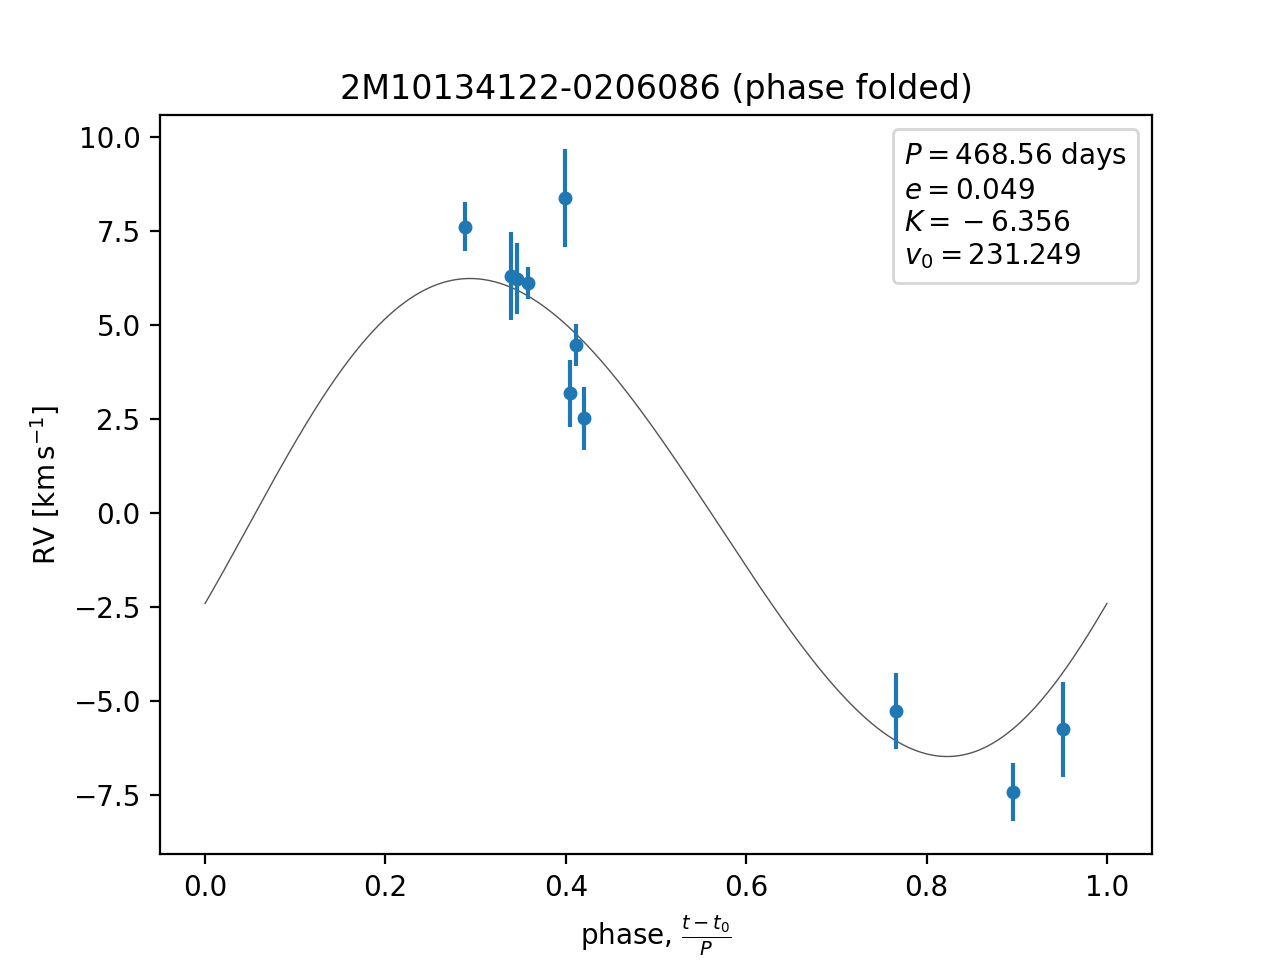 2M10134122-0206086 (phase folded)
P = 468.56 days
e = 0.049
K = −6.356
v₀ = 231.249
RV [km s⁻¹]
10.0
7.5
5.0
2.5
0.0
−2.5
−5.0
−7.5
0.0 0.2 0.4 0.6 0.8 1.0
phase, (t − t₀)/P